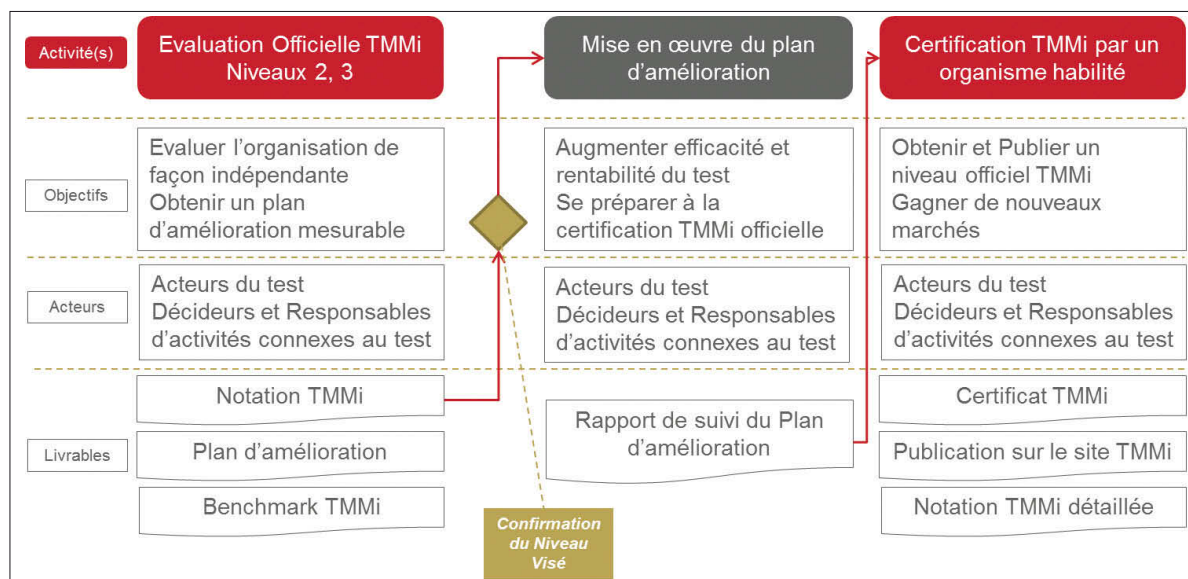 Activité(s)
Evaluation Officielle TMMi
Niveaux 2, 3
Mise en œuvre du plan
d'amélioration
Certification TMMi par un
organisme habilité
Objectifs
Evaluer l'organisation de
façon indépendante
Obtenir un plan
d'amélioration mesurable
Augmenter efficacité et
rentabilité du test
Se préparer à la
certification TMMi officielle
Obtenir et Publier un
niveau officiel TMMi
Gagner de nouveaux
marchés
Acteurs
Acteurs du test
Décideurs et Responsables
d'activités connexes au test
Acteurs du test
Décideurs et Responsables
d'activités connexes au test
Acteurs du test
Décideurs et Responsables
d'activités connexes au test
Livrables
Notation TMMi
Plan d'amélioration
Benchmark TMMi
Rapport de suivi du Plan
d'amélioration
Certificat TMMi
Publication sur le site TMMi
Notation TMMi détaillée
Confirmation
du Niveau
Visé